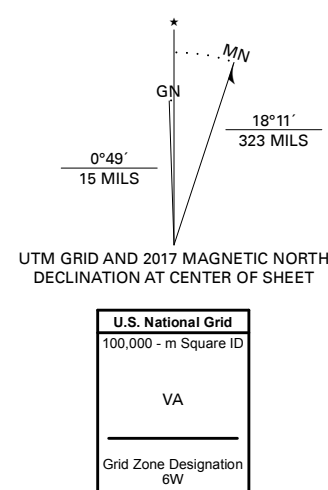 ★
MN
GN
18°11´
323 MILS
0°49´
15 MILS
UTM GRID AND 2017 MAGNETIC NORTH
DECLINATION AT CENTER OF SHEET
U.S. National Grid
100,000 - m Square ID
VA
Grid Zone Designation
6W